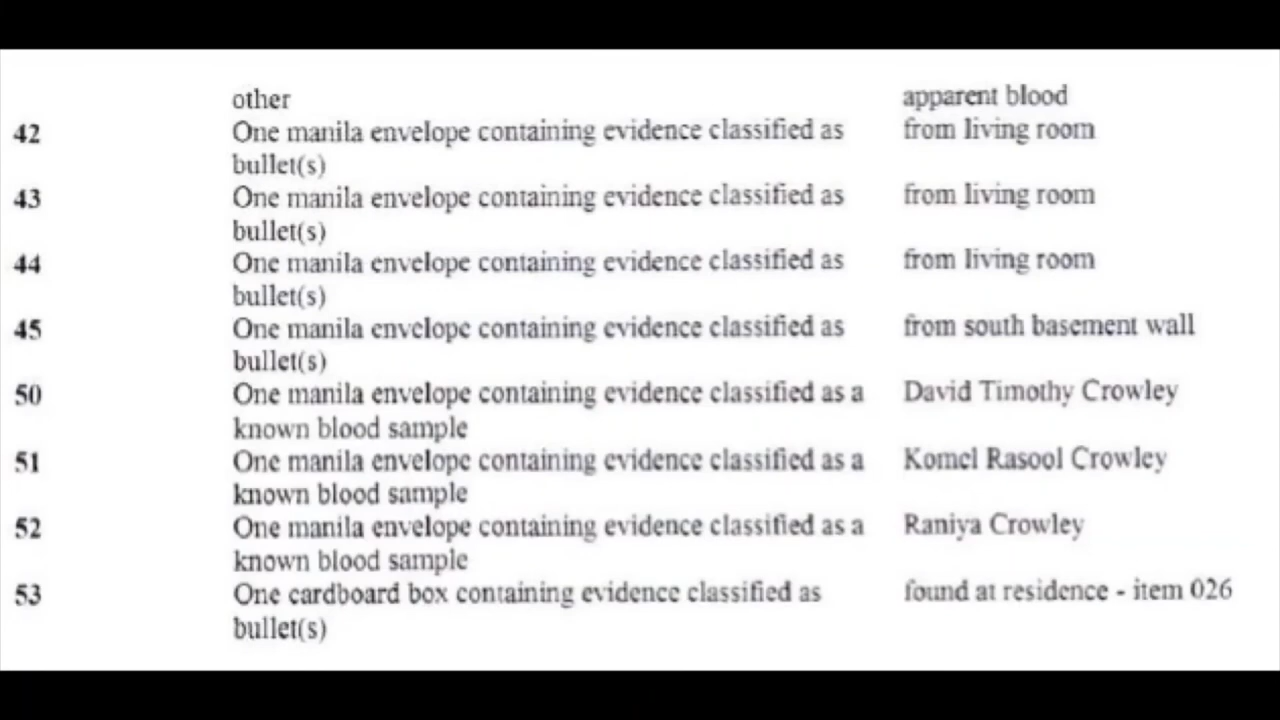 other apparent blood
42 One manila envelope containing evidence classified as from living room
bullet(s)
43 One manila envelope containing evidence classified as from living room
bullet(s)
44 One manila envelope containing evidence classified as from living room
bullet(s)
45 One manila envelope containing evidence classified as from south basement wall
bullet(s)
50 One manila envelope containing evidence classified as a David Timothy Crowley
known blood sample
51 One manila envelope containing evidence classified as a Komel Rasool Crowley
known blood sample
52 One manila envelope containing evidence classified as a Raniya Crowley
known blood sample
53 One cardboard box containing evidence classified as found at residence - item 026
bullet(s)